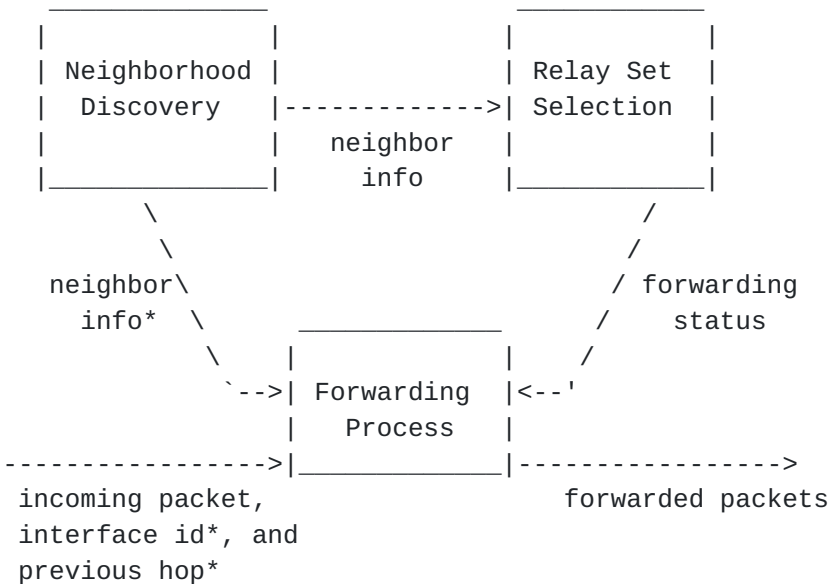 Neighborhood Relay Set
Discovery Selection
neighbor
info
neighbor forwarding
info* status
Forwarding
Process
incoming packet, forwarded packets
interface id*, and
previous hop*